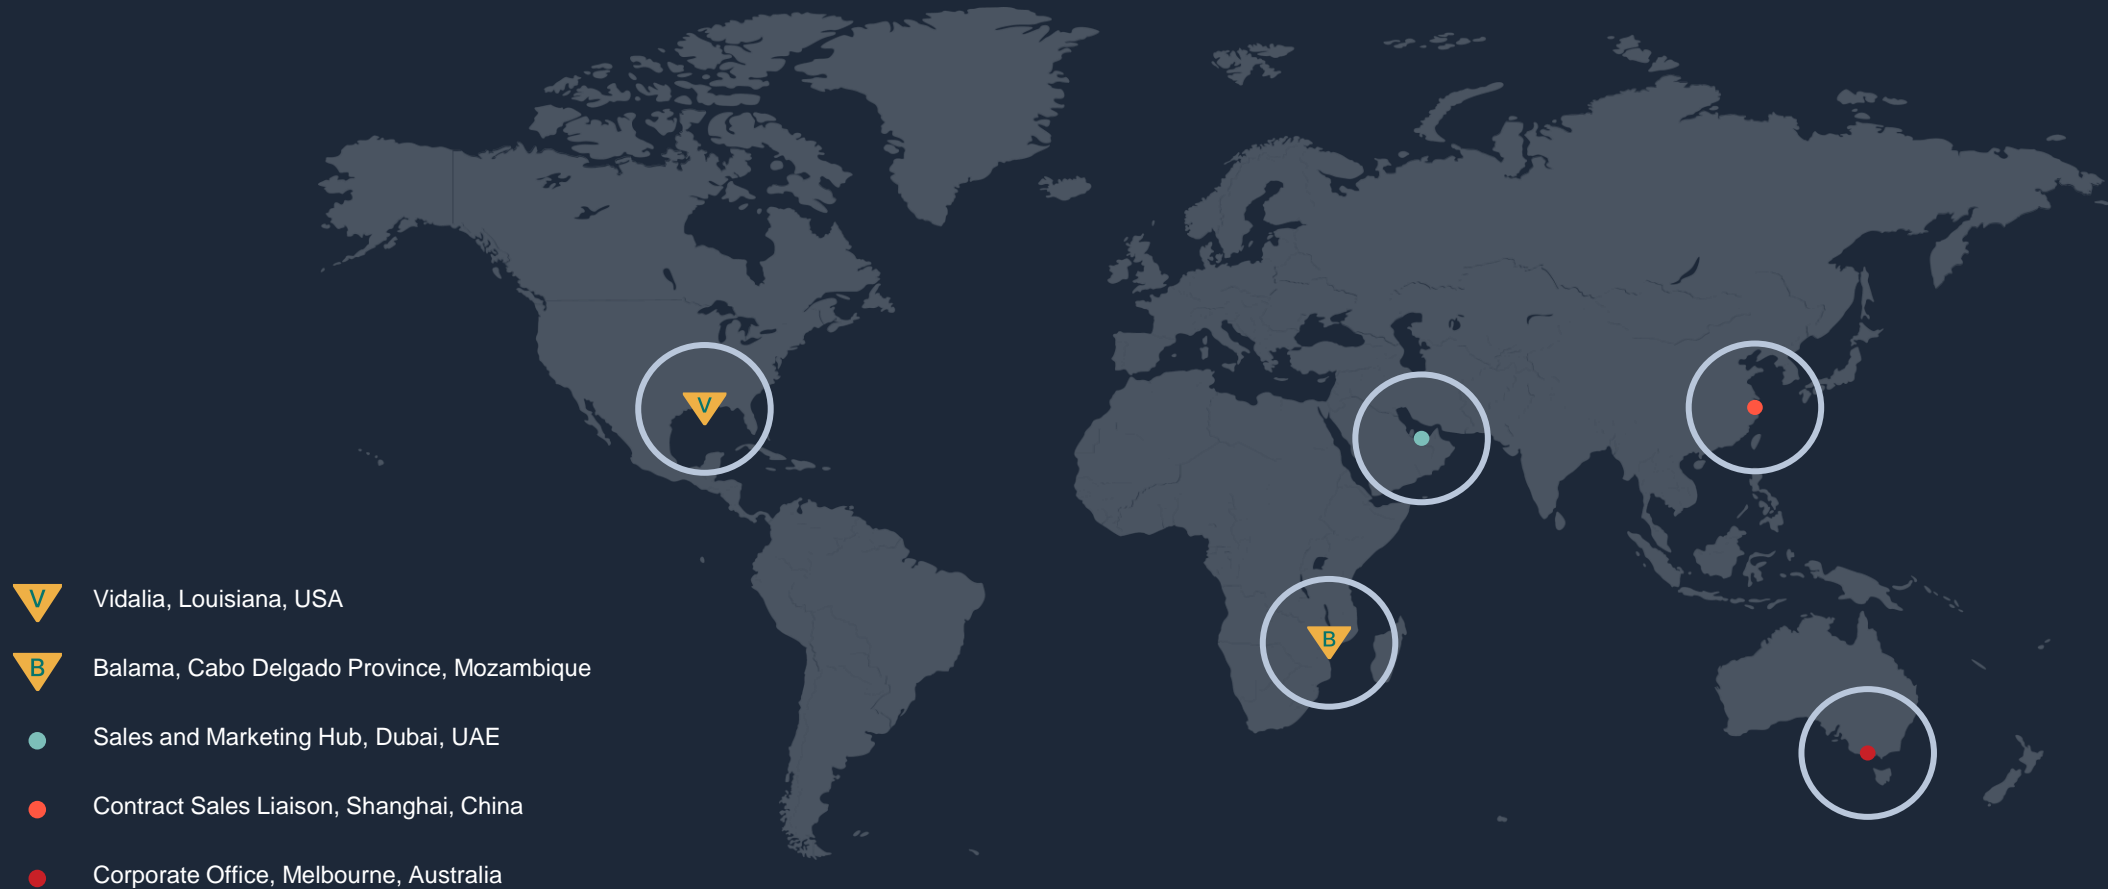 V
B
V Vidalia, Louisiana, USA
B Balama, Cabo Delgado Province, Mozambique
Sales and Marketing Hub, Dubai, UAE
Contract Sales Liaison, Shanghai, China
Corporate Office, Melbourne, Australia